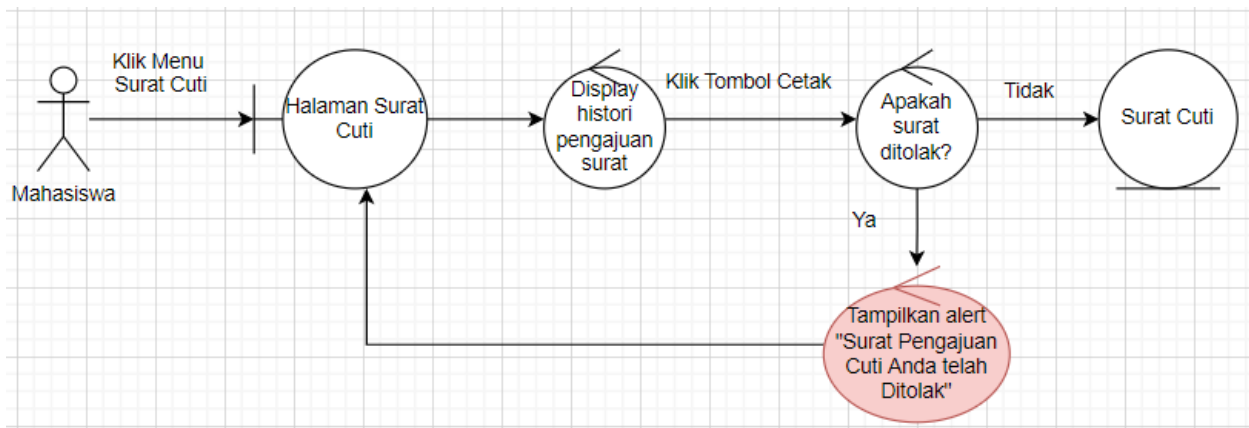 Klik Menu
Surat Cuti
Mahasiswa
Halaman Surat
Cuti
Display
histori
pengajuan
surat
Klik Tombol Cetak
Apakah
surat
ditolak?
Tidak
Surat Cuti
Ya
Tampilkan alert
"Surat Pengajuan
Cuti Anda telah
Ditolak"